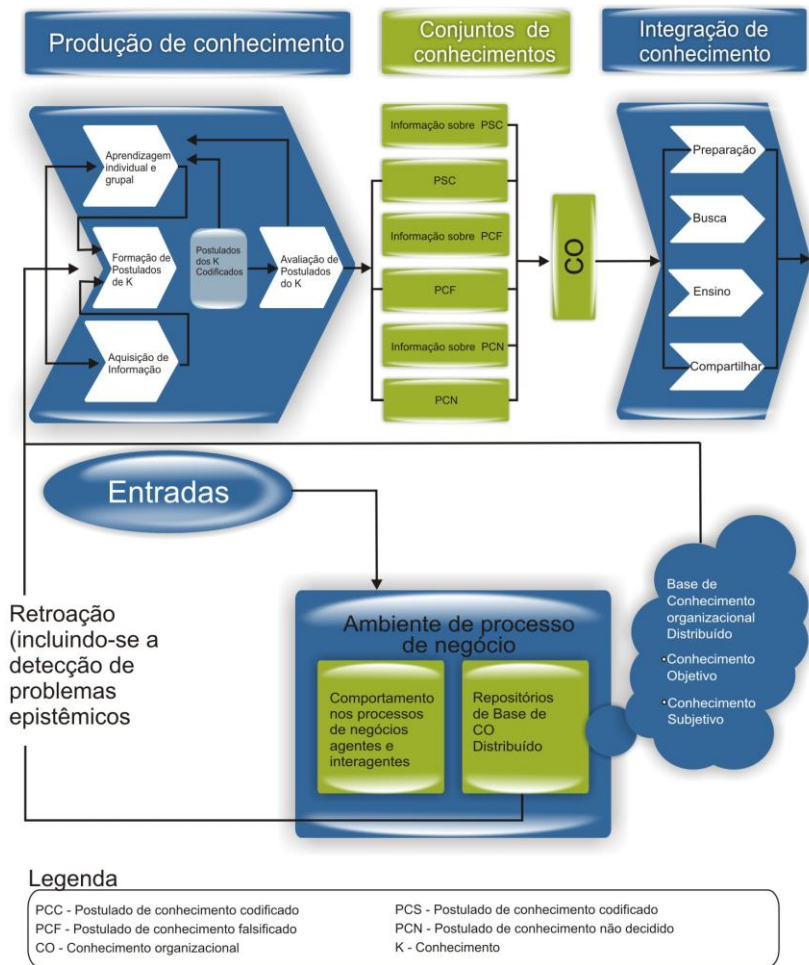 Produção de conhecimento
Conjuntos de
conhecimentos
Integração de
conhecimento
Aprendizagem
individual e
grupal
Formação de
Postulados
de K
Aquisição de
Informação
Postulados
dos K
Codificados
Avaliação de
Postulados
do K
Informação sobre PSC
PSC
Informação sobre PCF
PCF
Informação sobre PCN
PCN
CO
Preparação
Busca
Ensino
Compartilhar
Entradas
Retroação
(incluindo-se a
detecção de
problemas
epistêmicos
Ambiente de processo
de negócio
Comportamento
nos processos
de negócios
agentes e
interagentes
Repositórios
de Base de
CO
Distribuído
Base de
Conhecimento
organizacional
Distribuído
•Conhecimento
Objetivo
•Conhecimento
Subjetivo
Legenda
PCC - Postulado de conhecimento codificado
PCF - Postulado de conhecimento falsificado
CO - Conhecimento organizacional
PCS - Postulado de conhecimento codificado
PCN - Postulado de conhecimento não decidido
K - Conhecimento